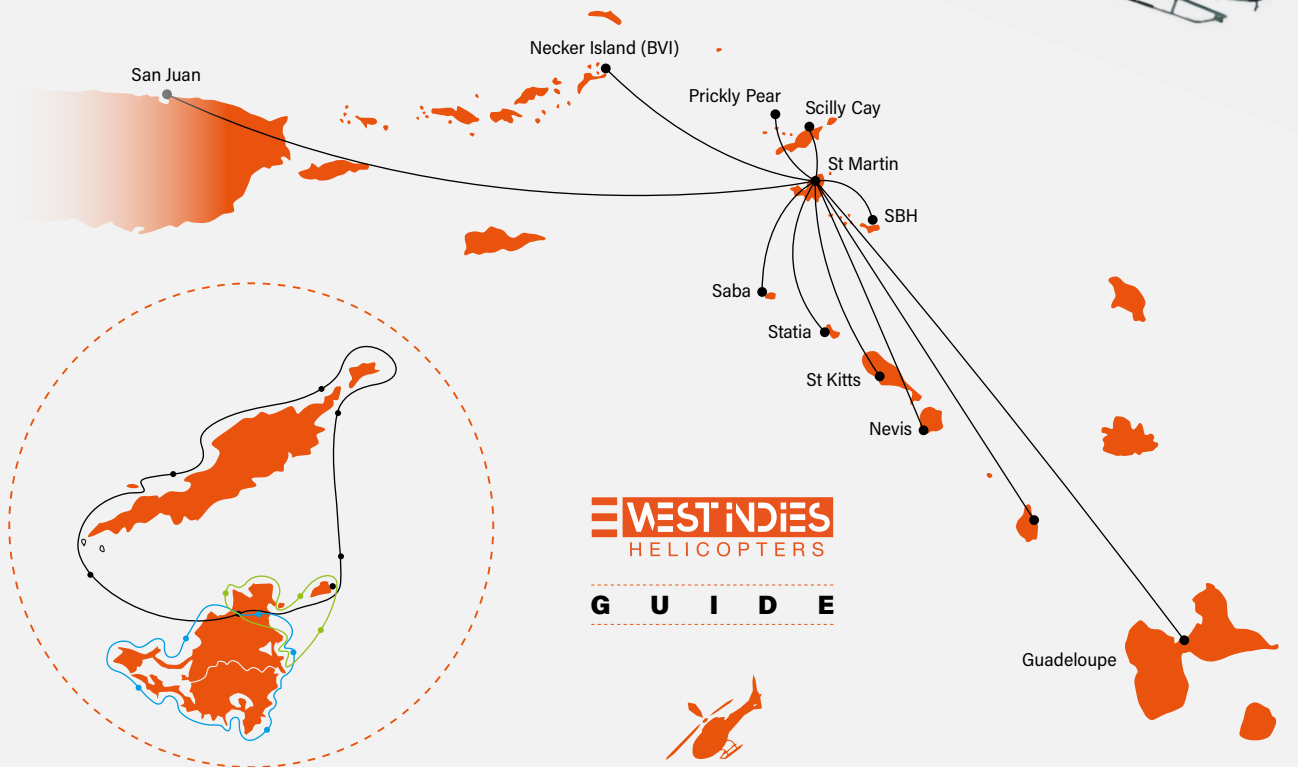 Necker Island (BVI)
San Juan
Prickly Pear
Scilly Cay
St Martin
SBH
Saba
Statia
St Kitts
Nevis
WEST INDIES
HELICOPTERS
GUIDE
Guadeloupe